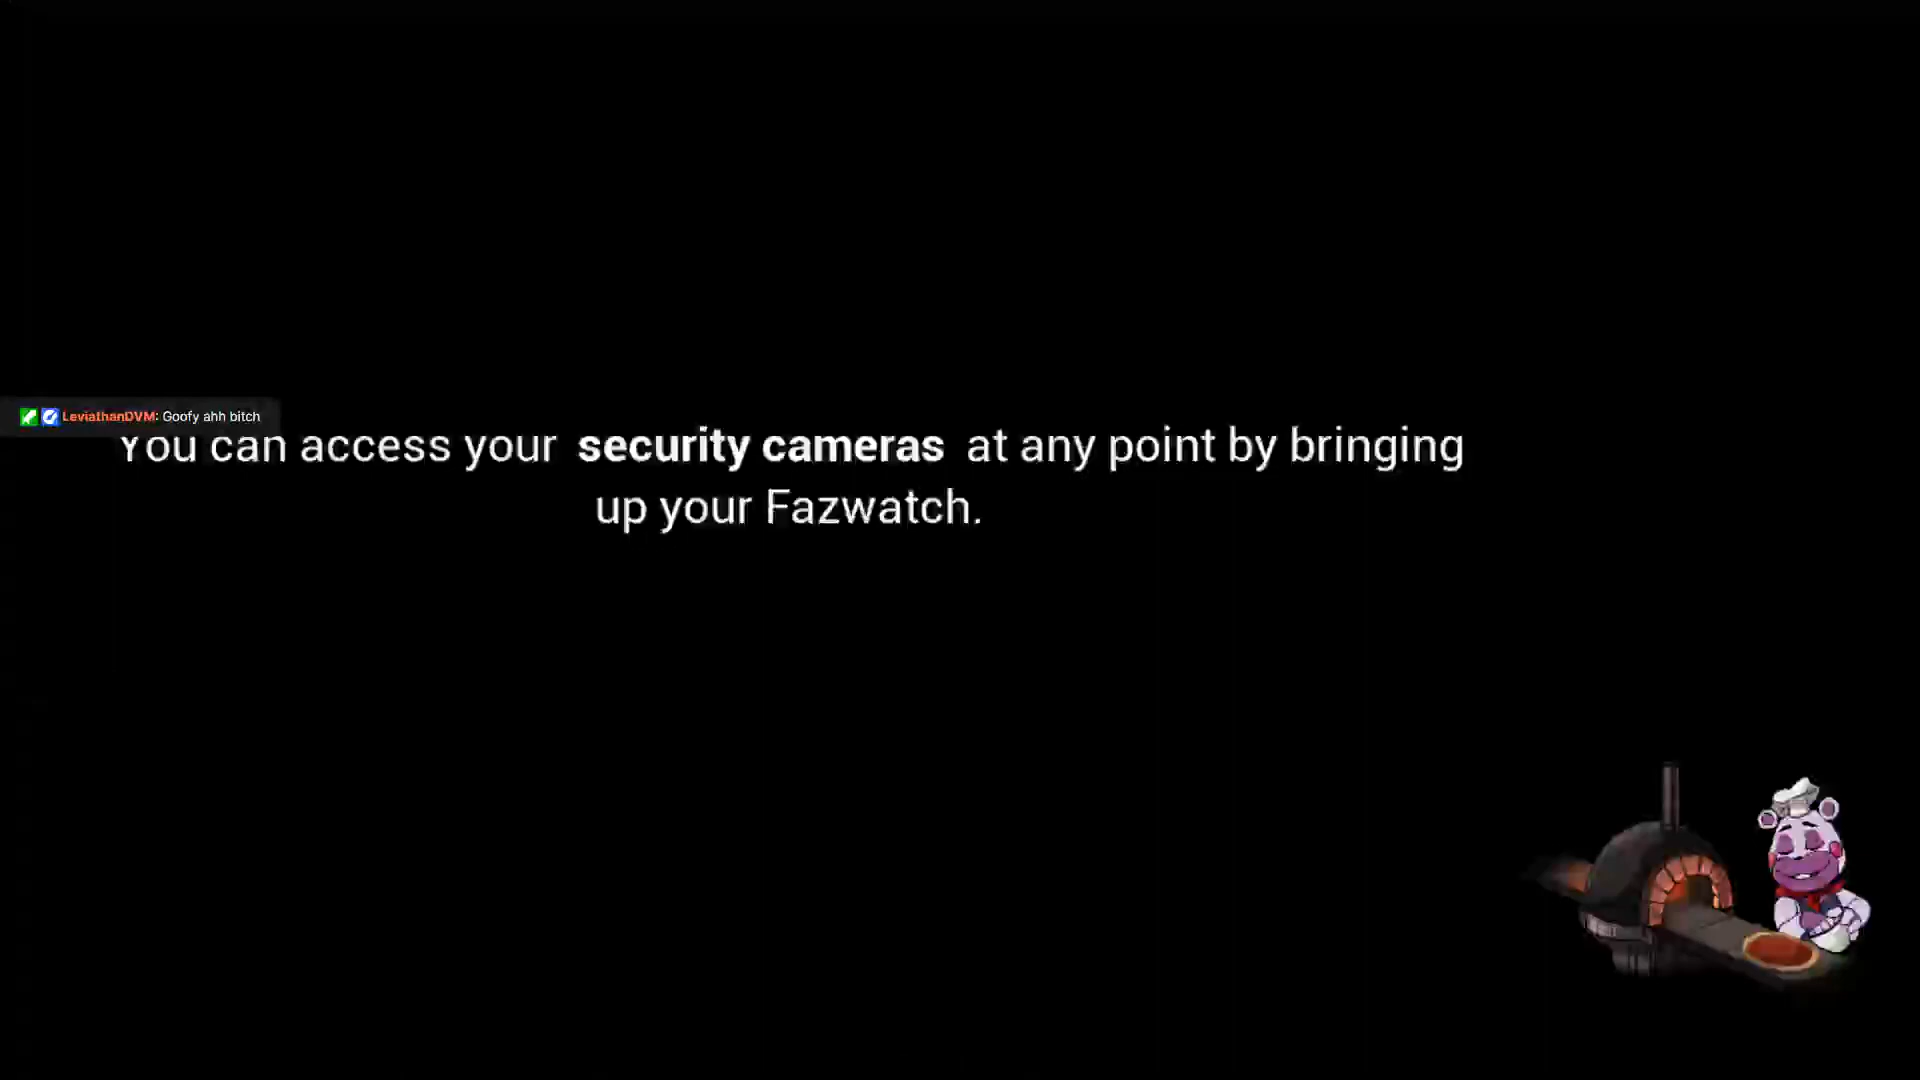 LeviathanDVM: Goofy ahh bitch
You can access your security cameras at any point by bringing
up your Fazwatch.